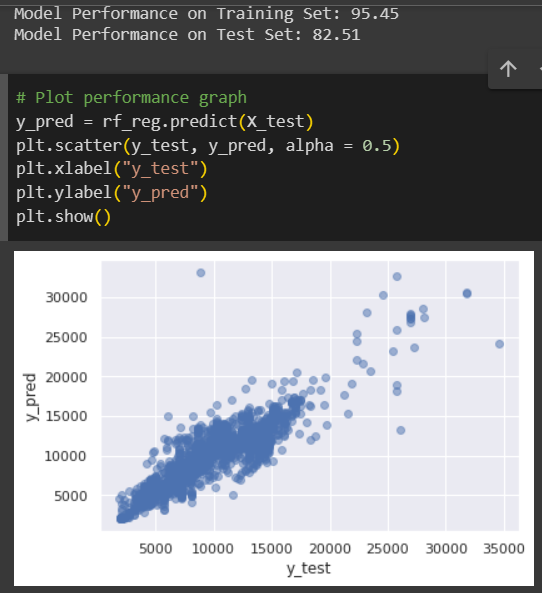 Model Performance on Training Set: 95.45
Model Performance on Test Set: 82.51
# Plot performance graph
y_pred = rf_reg.predict(X_test)
plt.scatter(y_test, y_pred, alpha = 0.5)
plt.xlabel("y_test")
plt.ylabel("y_pred")
plt.show()
30000
25000
20000
15000
10000
5000
y_pred
5000 10000 15000 20000 25000 30000 35000
y_test